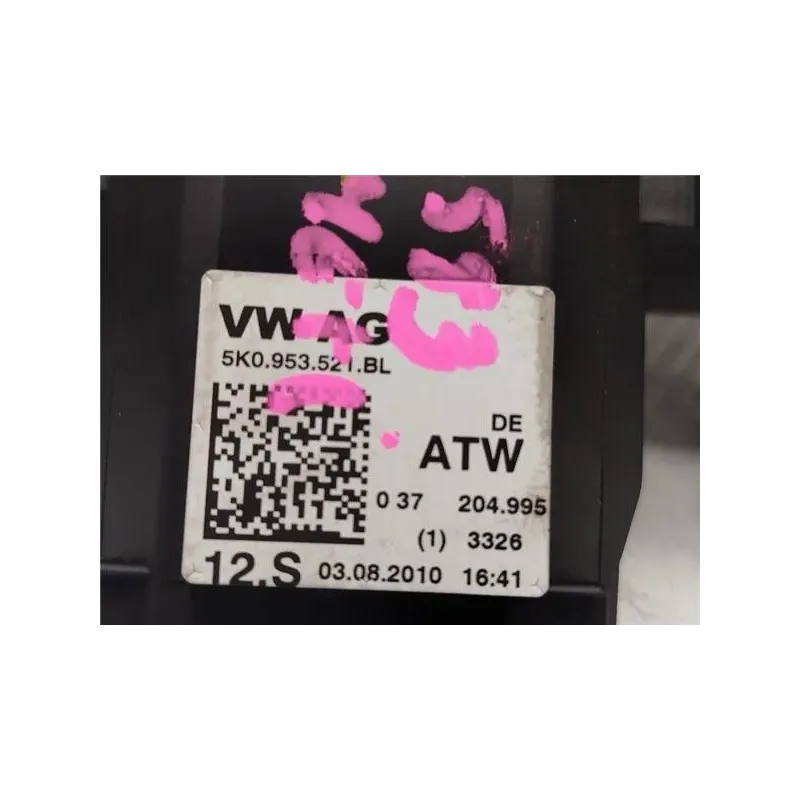 VW AG
5K0.953.521.BL
DE
ATW
0 37 204.995
(1) 3326
12.S 03.08.2010 16:41